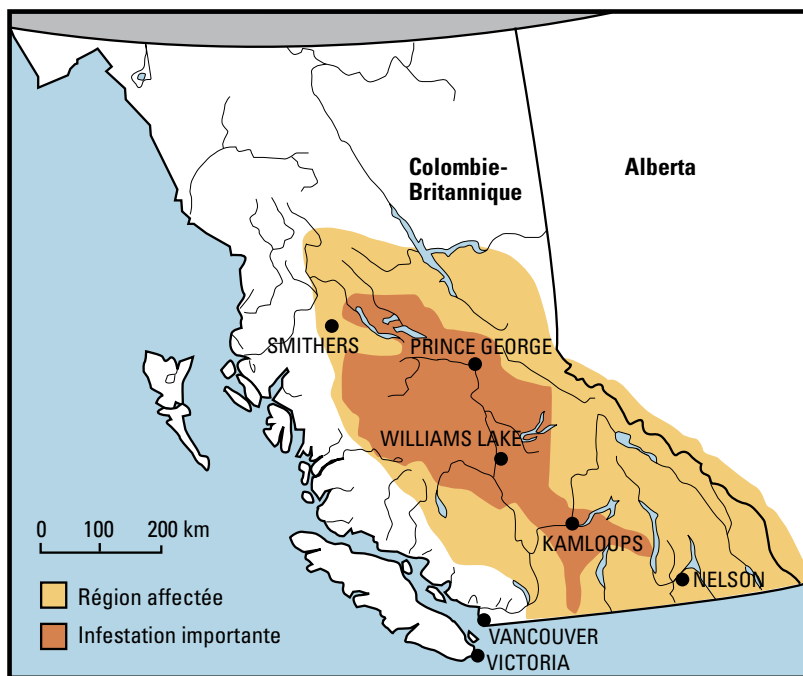 Colombie-
Britannique
Alberta
SMITHERS
PRINCE GEORGE
WILLIAMS LAKE
KAMLOOPS
NELSON
VANCOUVER
VICTORIA
0 100 200 km
Région affectée
Infestation importante